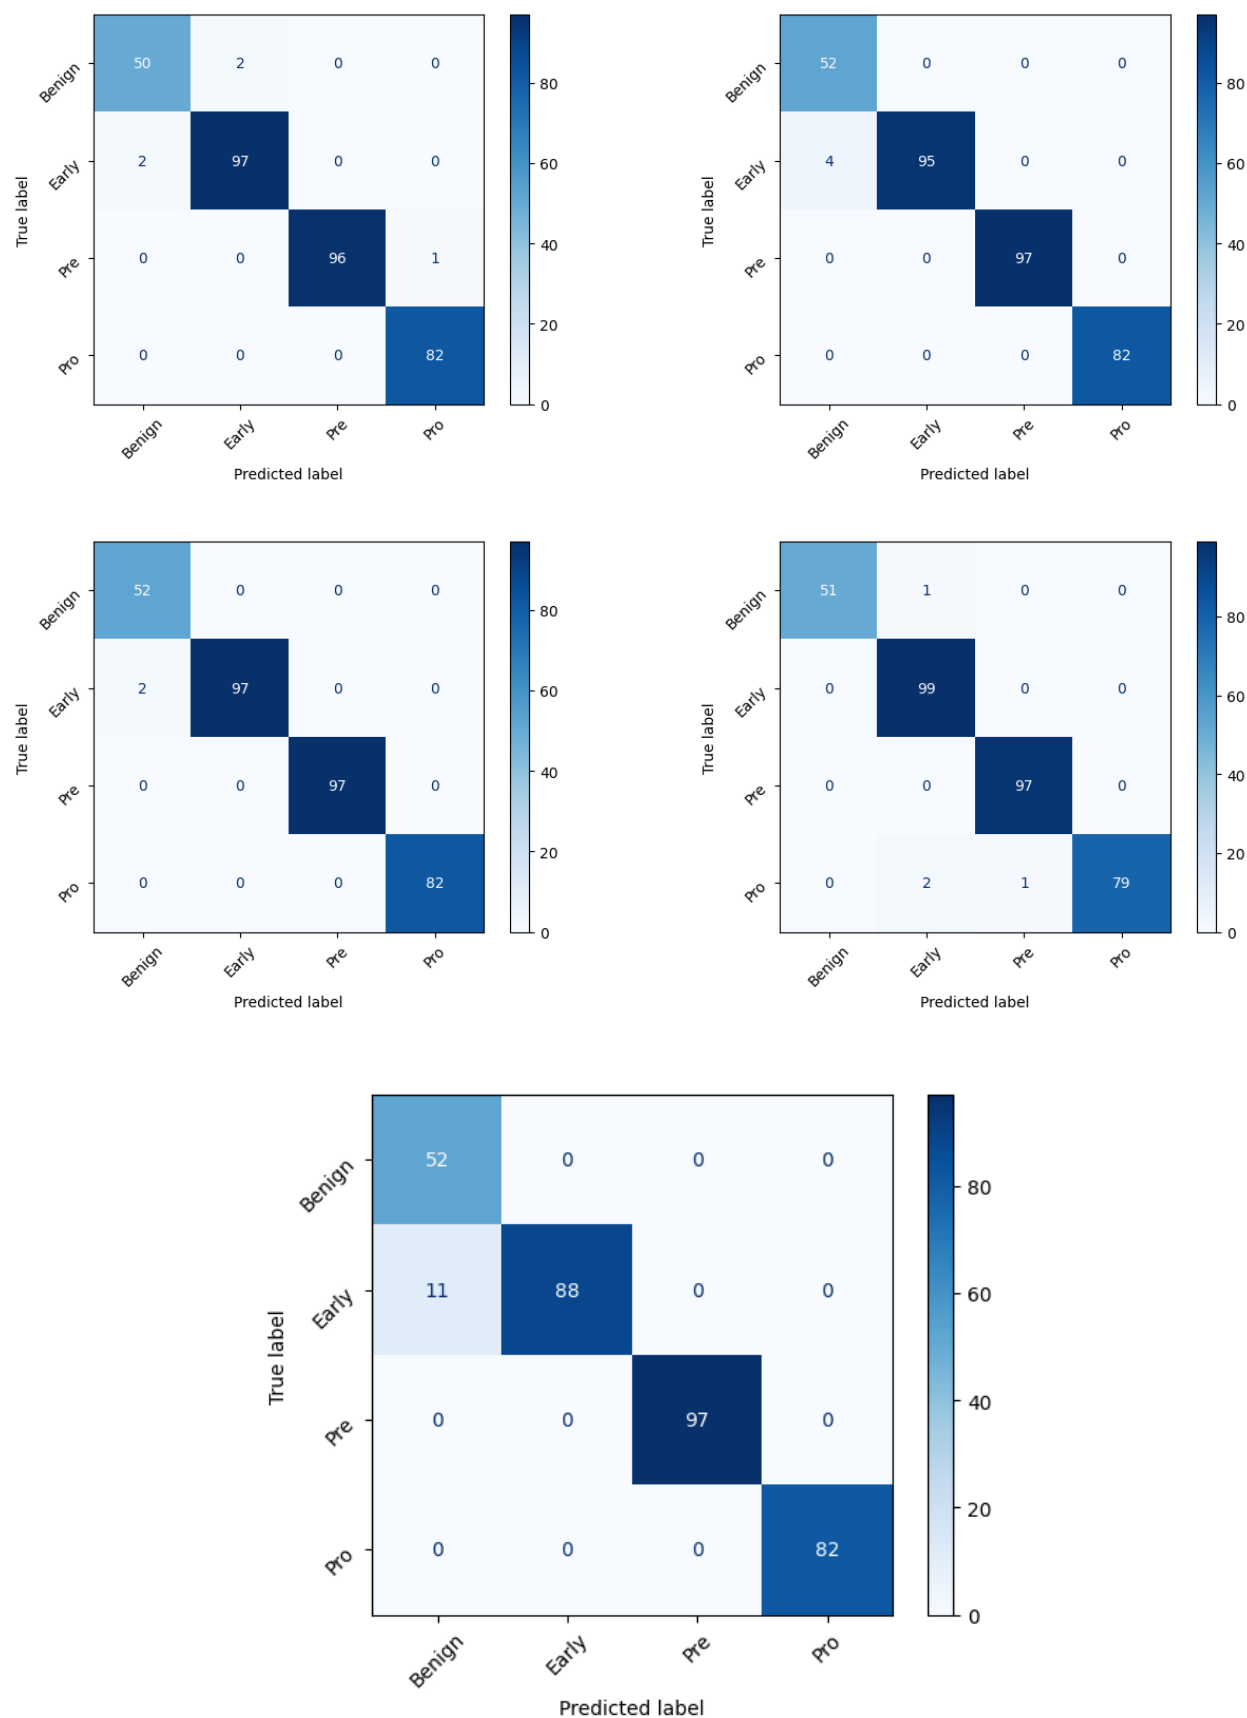 Benign 50 2 0 0
Early 2 97 0 0
Pre 0 0 96 1
Pro 0 0 0 82
Benign Early Pre Pro
Predicted label
True label
80
60
40
20
0
Benign 52 0 0 0
Early 4 95 0 0
Pre 0 0 97 0
Pro 0 0 0 82
Benign Early Pre Pro
Predicted label
True label
80
60
40
20
0
Benign 52 0 0 0
Early 2 97 0 0
Pre 0 0 97 0
Pro 0 0 0 82
Benign Early Pre Pro
Predicted label
True label
80
60
40
20
0
Benign 51 1 0 0
Early 0 99 0 0
Pre 0 0 97 0
Pro 0 2 1 79
Benign Early Pre Pro
Predicted label
True label
80
60
40
20
0
Benign 52 0 0 0
Early 11 88 0 0
Pre 0 0 97 0
Pro 0 0 0 82
Benign Early Pre Pro
Predicted label
True label
80
60
40
20
0